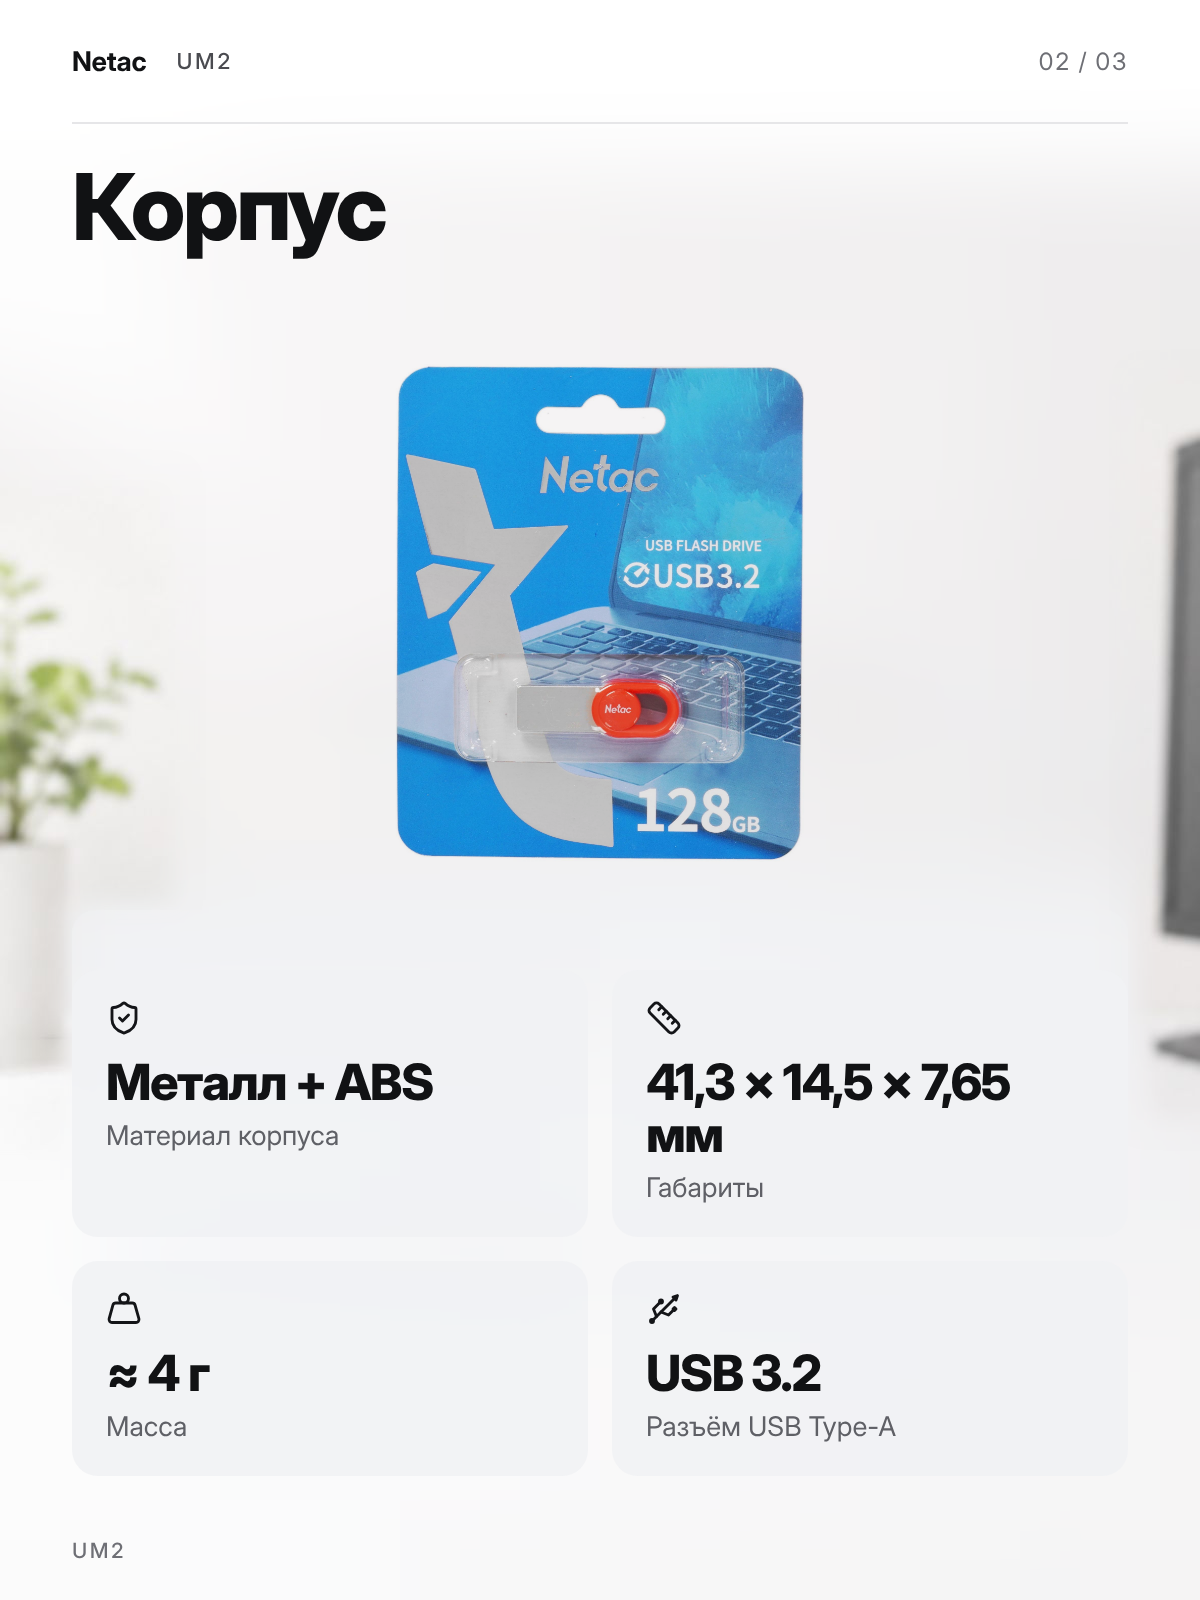 Netac UM2 02 / 03
Корпус
Netac
USB FLASH DRIVE
USB3.2
Netac
128GB
Металл + ABS
Материал корпуса
41,3 × 14,5 × 7,65
мм
Габариты
≈ 4 г
Масса
USB 3.2
Разъём USB Type-A
UM2